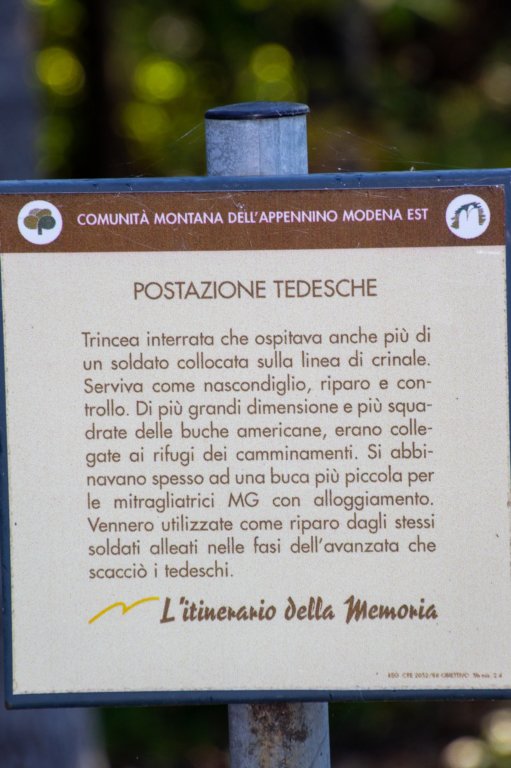 COMUNITÀ MONTANA DELL'APPENNINO MODENA EST
POSTAZIONE TEDESCHE
Trincea interrata che ospitava anche più di
un soldato collocata sulla linea di crinale.
Serviva come nascondiglio, riparo e con-
trollo. Di più grandi dimensione e più squa-
drate delle buche americane, erano colle-
gate ai rifugi dei camminamenti. Si abbi-
navano spesso ad una buca più piccola per
le mitragliatrici MG con alloggiamento.
Vennero utilizzate come riparo dagli stessi
soldati alleati nelle fasi dell'avanzata che
scacciò i tedeschi.
L'itinerario della Memoria
OBIETTIVO